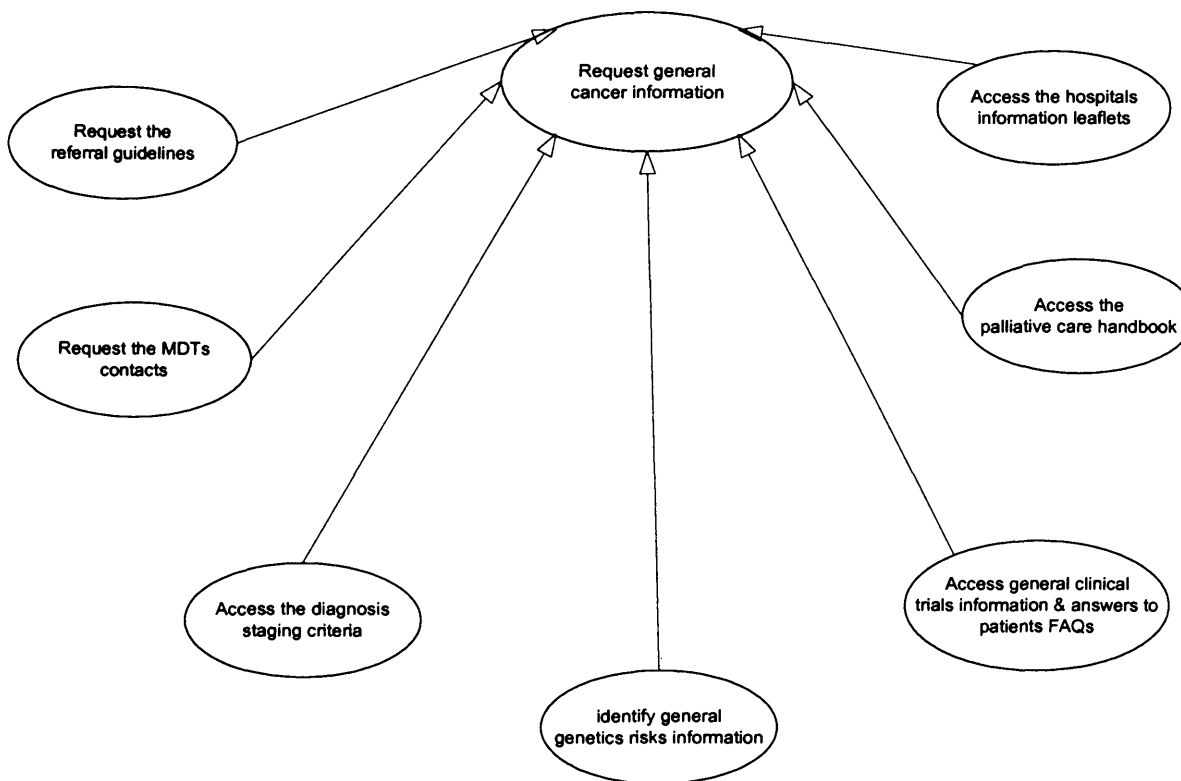 Request general
cancer information
Access the hospitals
information leaflets
Request the
referral guidelines
Access the
palliative care handbook
Request the MDTs
contacts
Access general clinical
trials information & answers to
patients FAQs
Access the diagnosis
staging criteria
identify general
genetics risks information